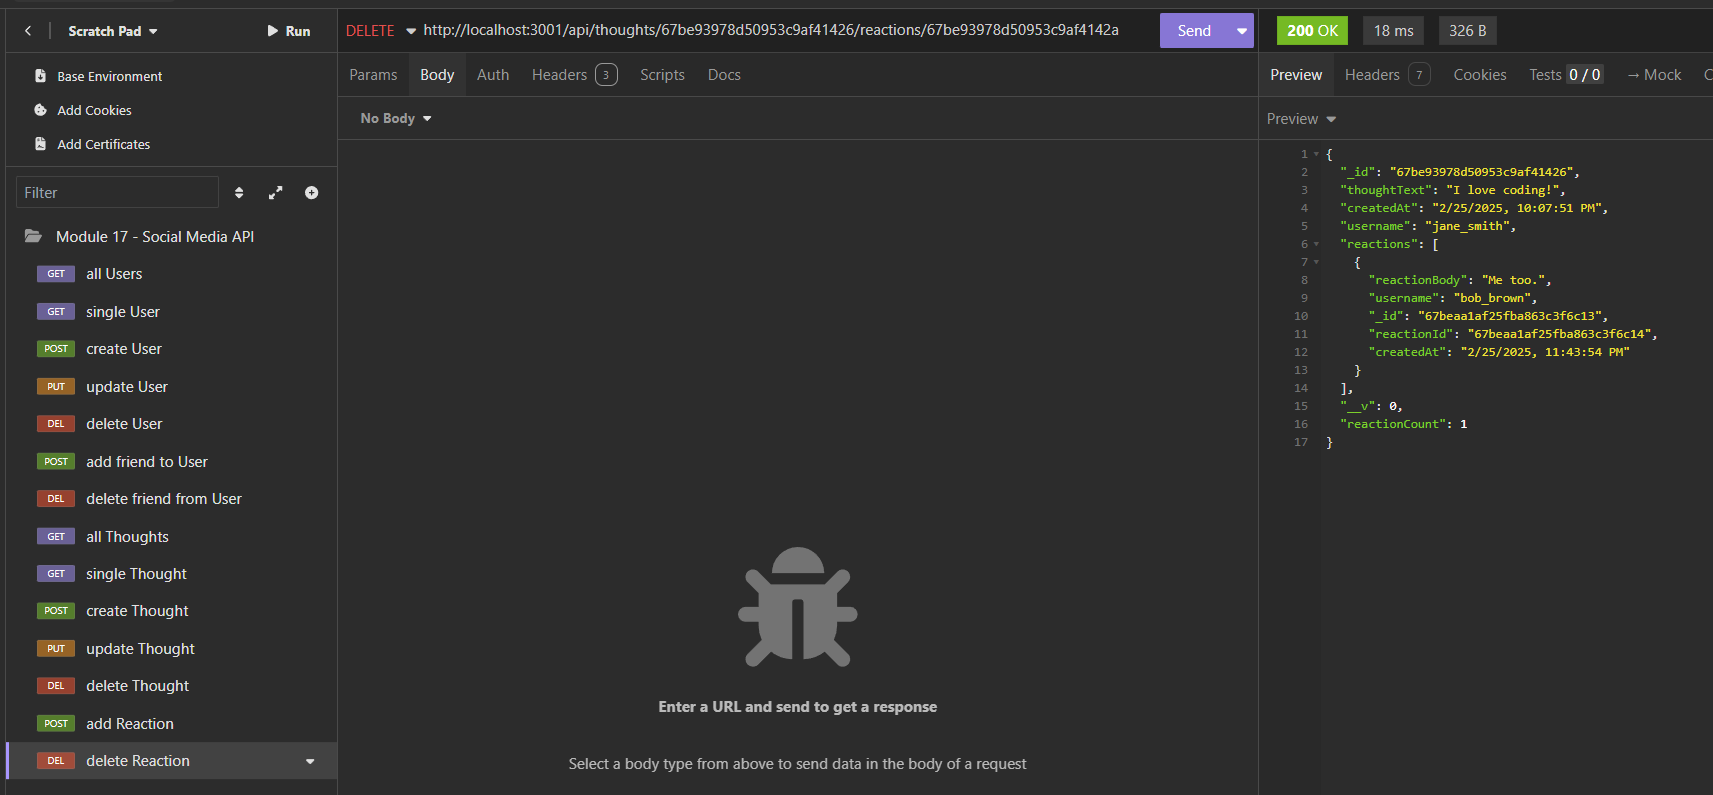 Scratch Pad
Run
Base Environment
Add Cookies
Add Certificates
Filter
Module 17 - Social Media API
GET all Users
GET single User
POST create User
PUT update User
DEL delete User
POST add friend to User
DEL delete friend from User
GET all Thoughts
GET single Thought
POST create Thought
PUT update Thought
DEL delete Thought
POST add Reaction
DEL delete Reaction
DELETE http://localhost:3001/api/thoughts/67be93978d50953c9af41426/reactions/67be93978d50953c9af4142a Send
Params Body Auth Headers 3 Scripts Docs
No Body
Enter a URL and send to get a response
Select a body type from above to send data in the body of a request
200 OK 18 ms 326 B
Preview Headers 7 Cookies Tests 0 / 0 → Mock C
Preview
1 {
2 "_id": "67be93978d50953c9af41426",
3 "thoughtText": "I love coding!",
4 "createdAt": "2/25/2025, 10:07:51 PM",
5 "username": "jane_smith",
6 "reactions": [
7 {
8 "reactionBody": "Me too.",
9 "username": "bob_brown",
10 "_id": "67beaa1af25fba863c3f6c13",
11 "reactionId": "67beaa1af25fba863c3f6c14",
12 "createdAt": "2/25/2025, 11:43:54 PM"
13 }
14 ],
15 "__v": 0,
16 "reactionCount": 1
17 }